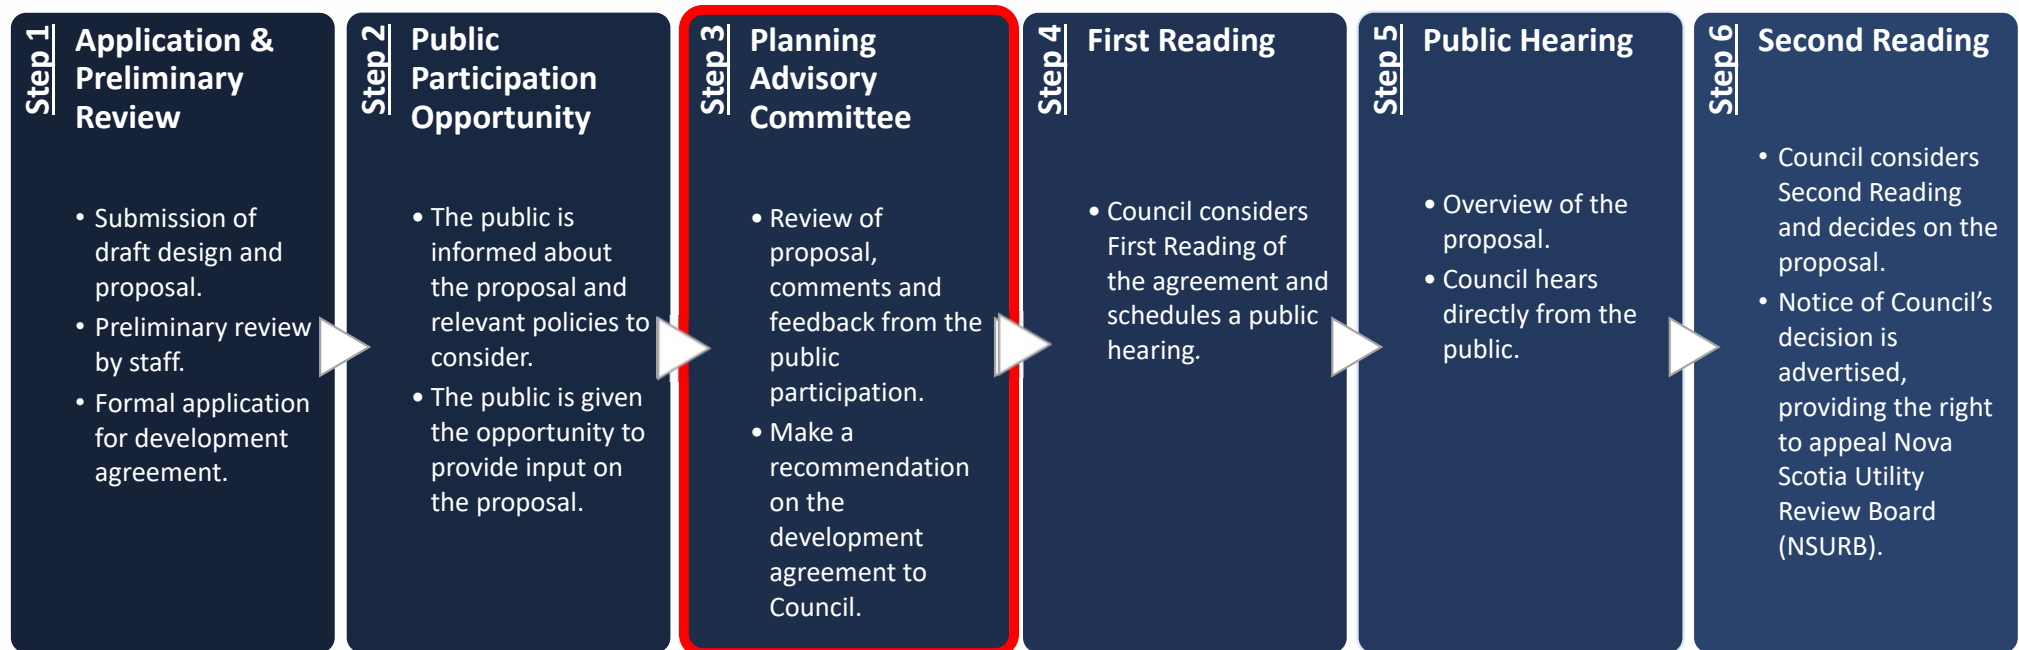 Step 1
Application &
Preliminary
Review
• Submission of
draft design and
proposal.
• Preliminary review
by staff.
• Formal application
for development
agreement.
Step 2
Public
Participation
Opportunity
• The public is
informed about
the proposal and
relevant policies to
consider.
• The public is given
the opportunity to
provide input on
the proposal.
Step 3
Planning
Advisory
Committee
• Review of
proposal,
comments and
feedback from the
public
participation.
• Make a
recommendation
on the
development
agreement to
Council.
Step 4
First Reading
• Council considers
First Reading of
the agreement and
schedules a public
hearing.
Step 5
Public Hearing
• Overview of the
proposal.
• Council hears
directly from the
public.
Step 6
Second Reading
• Council considers
Second Reading
and decides on the
proposal.
• Notice of Council’s
decision is
advertised,
providing the right
to appeal Nova
Scotia Utility
Review Board
(NSURB).